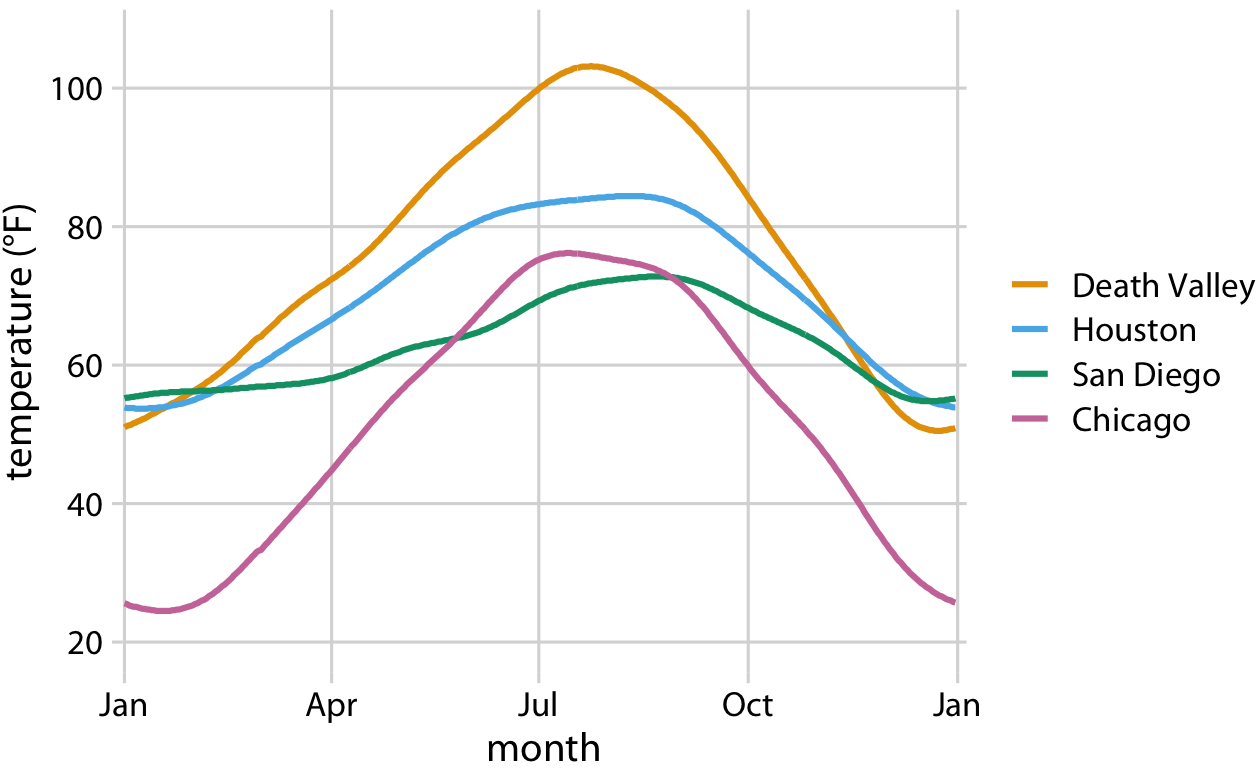 100
80
60
40
20
temperature (°F)
Jan
Apr
Jul
Oct
Jan
month
Death Valley
Houston
San Diego
Chicago